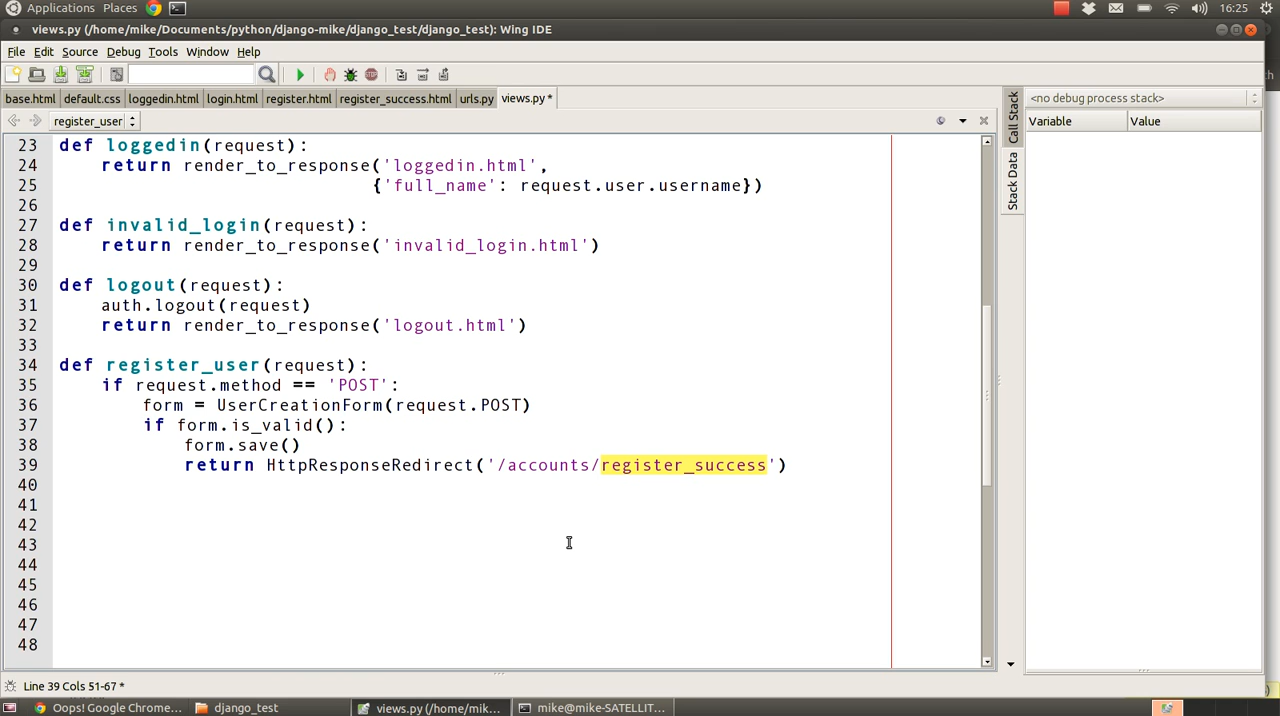 Applications Places 16:25
views.py (/home/mike/Documents/python/django-mike/django_test/django_test): Wing IDE
File Edit Source Debug Tools Window Help
base.html default.css loggedin.html login.html register.html register_success.html urls.py views.py *
register_user
<no debug process stack>
Variable Value
Call Stack
Stack Data
23 def loggedin(request):
24 return render_to_response('loggedin.html',
25 {'full_name': request.user.username})
26
27 def invalid_login(request):
28 return render_to_response('invalid_login.html')
29
30 def logout(request):
31 auth.logout(request)
32 return render_to_response('logout.html')
33
34 def register_user(request):
35 if request.method == 'POST':
36 form = UserCreationForm(request.POST)
37 if form.is_valid():
38 form.save()
39 return HttpResponseRedirect('/accounts/register_success')
40
41
42
43
44
45
46
47
48
Line 39 Cols 51-67 *
Oops! Google Chrome... django_test views.py (/home/mik... mike@mike-SATELLIT...